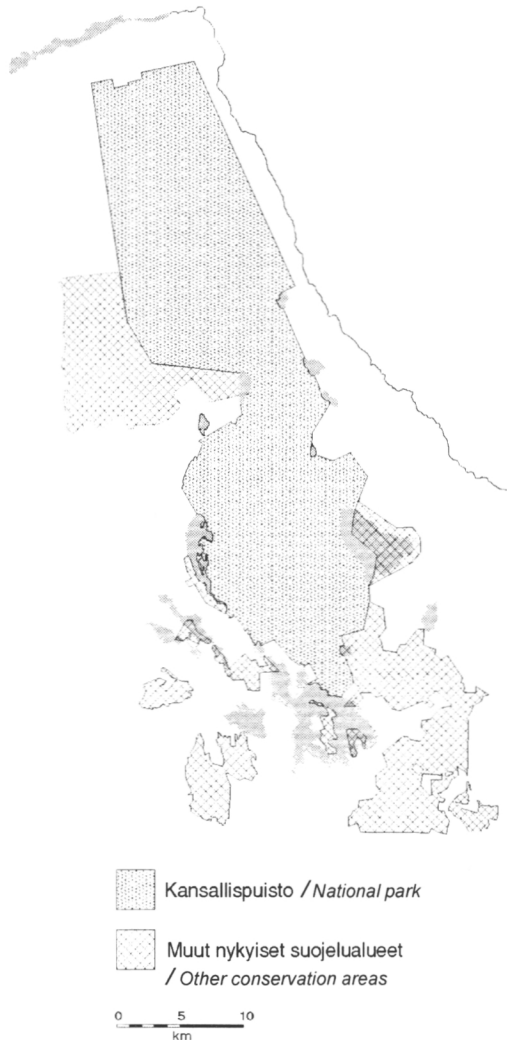 Kansallispuisto / National park
Muut nykyiset suojelualueet
/ Other conservation areas
0 5 10
km